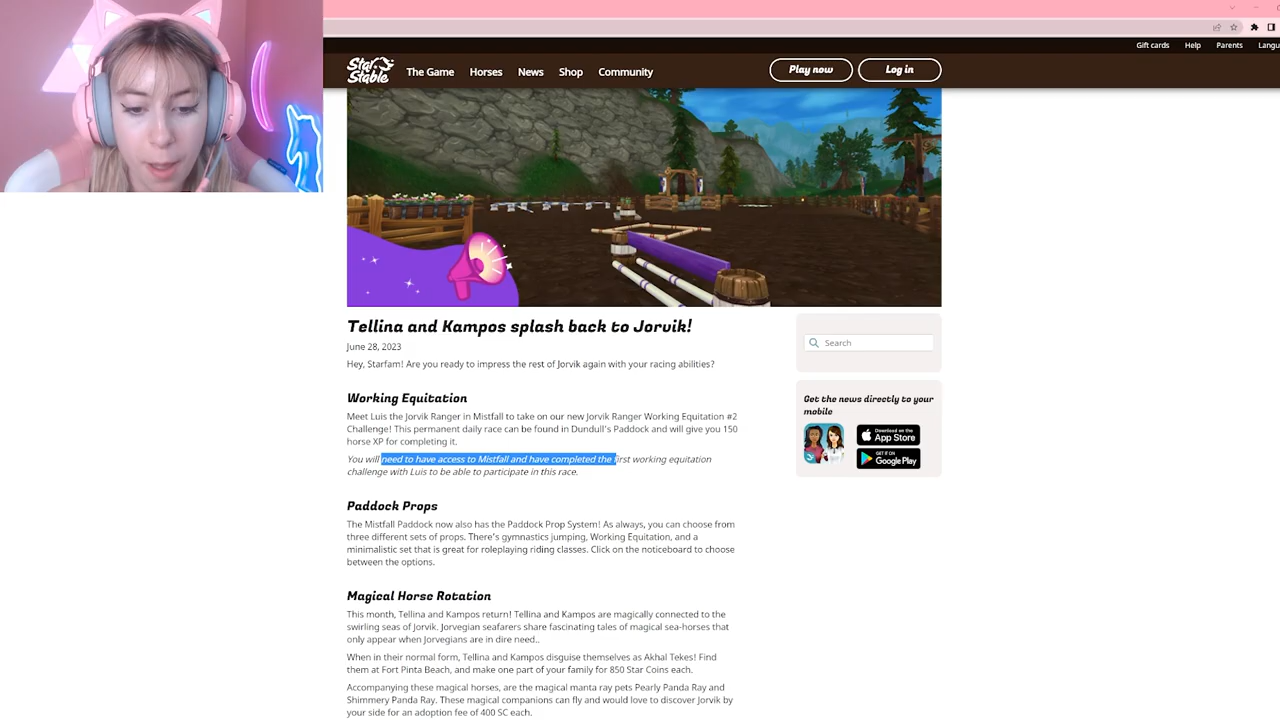 Gift cards Help Parents Langu
Star Stable The Game Horses News Shop Community Play now Log in
Tellina and Kampos splash back to Jorvik!
June 28, 2023
Hey, Starfam! Are you ready to impress the rest of Jorvik again with your racing abilities?
Working Equitation
Meet Luis the Jorvik Ranger in Mistfall to take on our new Jorvik Ranger Working Equitation #2
Challenge! This permanent daily race can be found in Dundull's Paddock and will give you 150
horse XP for completing it.
You will need to have access to Mistfall and have completed the first working equitation
challenge with Luis to be able to participate in this race.
Paddock Props
The Mistfall Paddock now also has the Paddock Prop System! As always, you can choose from
three different sets of props. There's gymnastics jumping, Working Equitation, and a
minimalistic set that is great for roleplaying riding classes. Click on the noticeboard to choose
between the options.
Magical Horse Rotation
This month, Tellina and Kampos return! Tellina and Kampos are magically connected to the
swirling seas of Jorvik. Jorvegian seafarers share fascinating tales of magical sea-horses that
only appear when Jorvegians are in dire need..
When in their normal form, Tellina and Kampos disguise themselves as Akhal Tekes! Find
them at Fort Pinta Beach, and make one part of your family for 850 Star Coins each.
Accompanying these magical horses, are the magical manta ray pets Pearly Panda Ray and
Shimmery Panda Ray. These magical companions can fly and would love to discover Jorvik by
your side for an adoption fee of 400 SC each.
Search
Get the news directly to your
mobile
Download on the
App Store
GET IT ON
Google Play